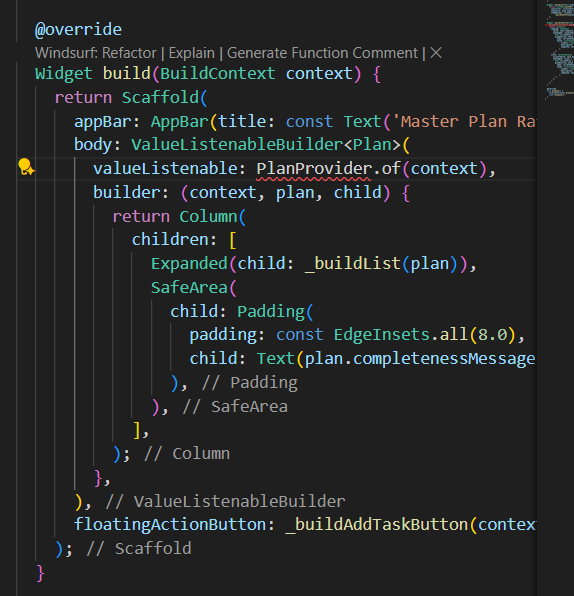 @override
Windsurf: Refactor | Explain | Generate Function Comment | ×
Widget build(BuildContext context) {
  return Scaffold(
    appBar: AppBar(title: const Text('Master Plan Ra
    body: ValueListenableBuilder<Plan>(
      valueListenable: PlanProvider.of(context),
      builder: (context, plan, child) {
        return Column(
          children: [
            Expanded(child: _buildList(plan)),
            SafeArea(
              child: Padding(
                padding: const EdgeInsets.all(8.0),
                child: Text(plan.completenessMessage
              ), // Padding
            ), // SafeArea
          ],
        ); // Column
      },
    ), // ValueListenableBuilder
    floatingActionButton: _buildAddTaskButton(contex
  ); // Scaffold
}